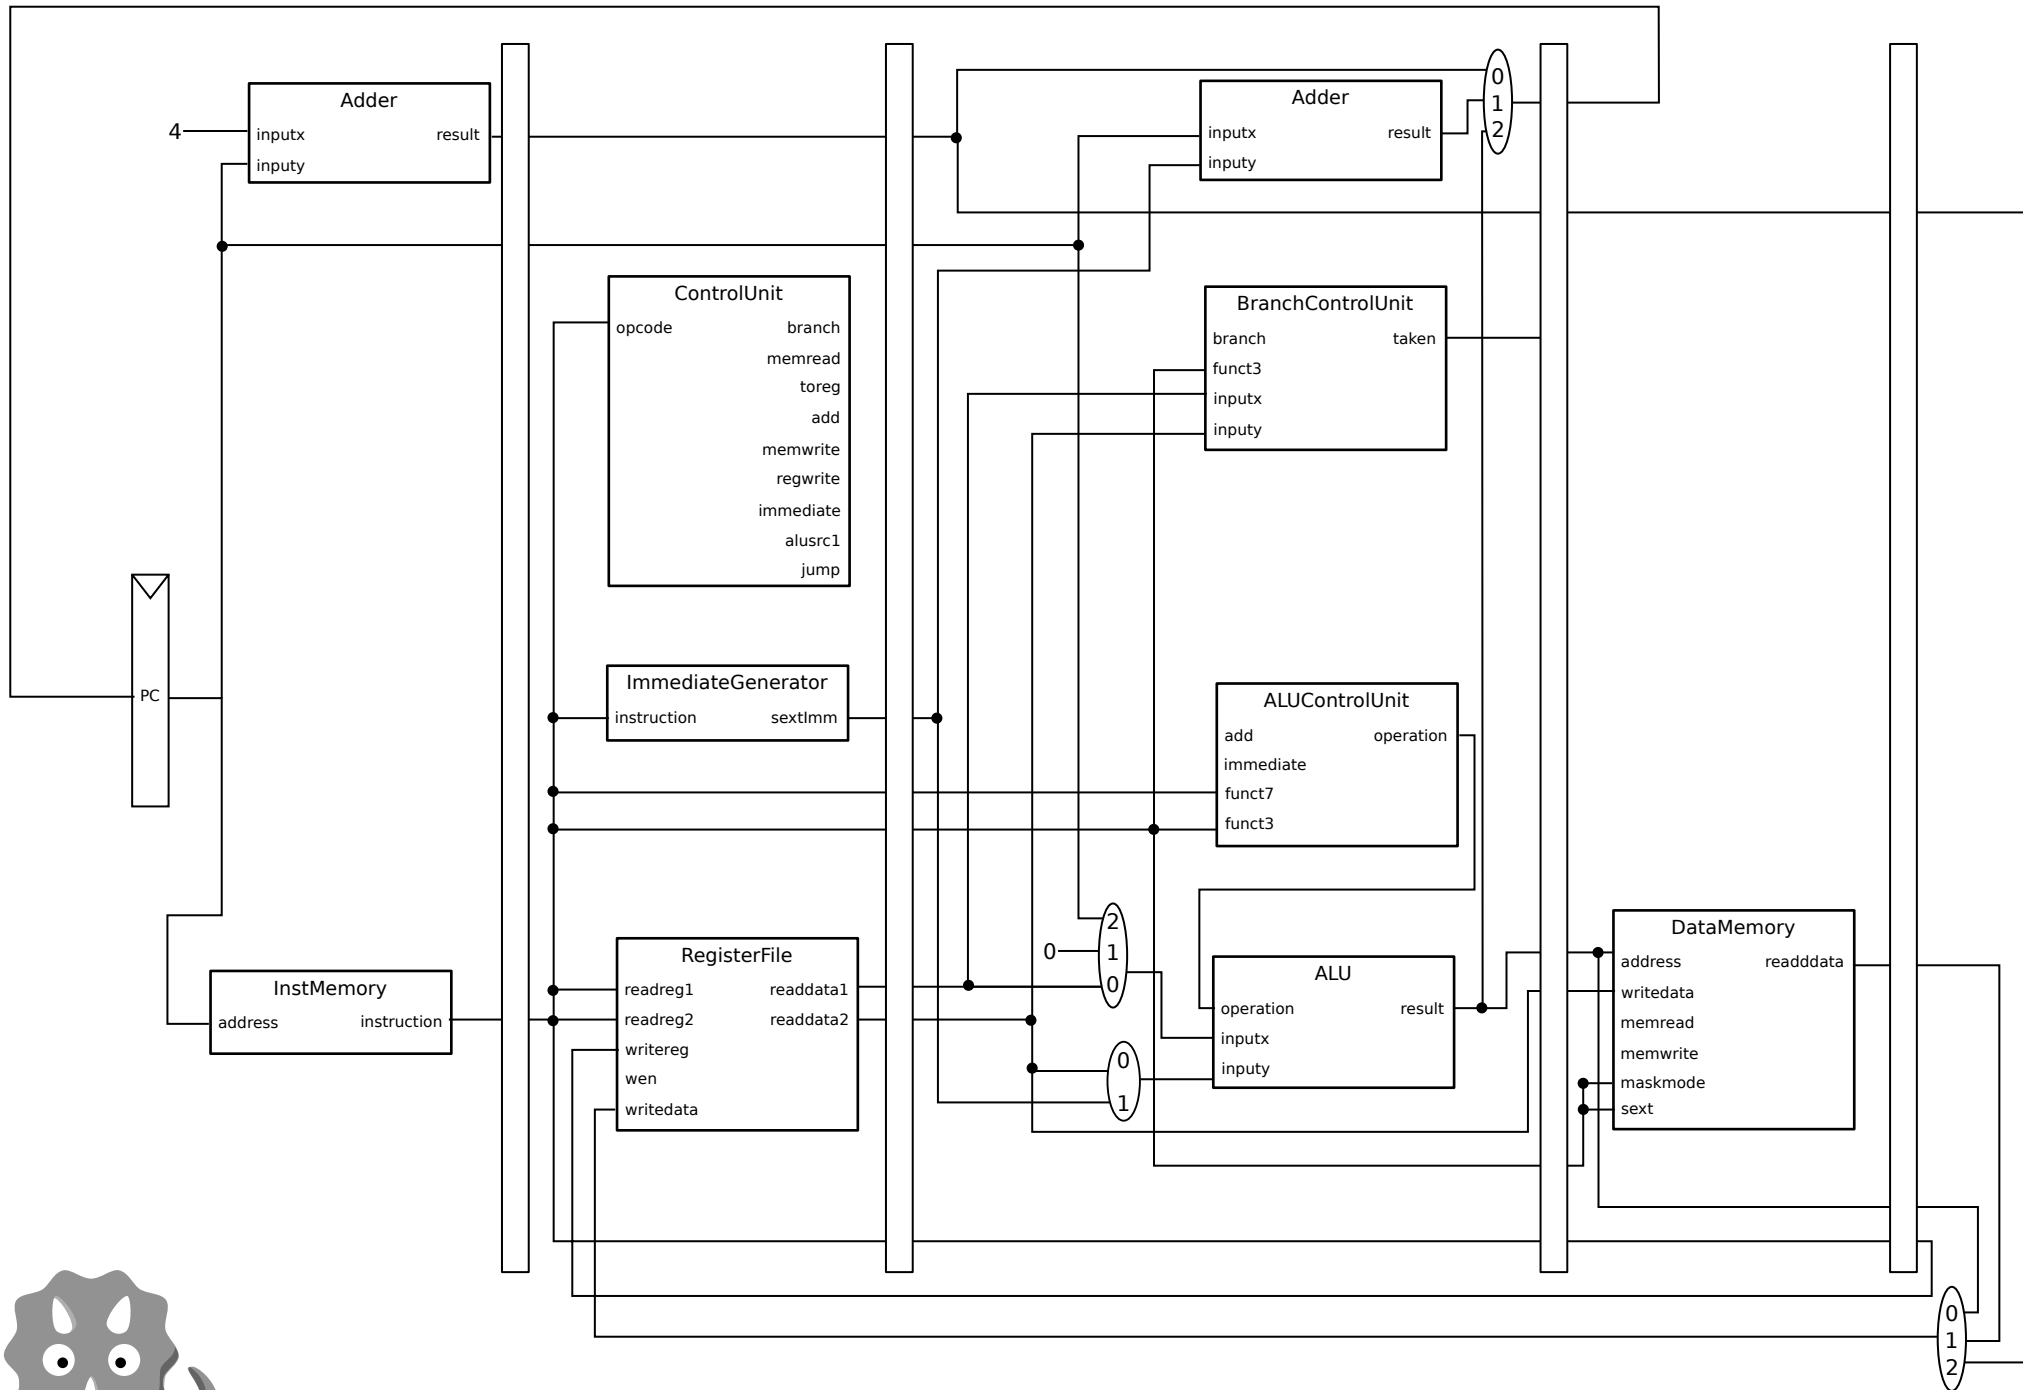 Adder
4
inputx
result
inputy
PC
InstMemory
address
instruction
ControlUnit
opcode
branch
memread
toreg
add
memwrite
regwrite
immediate
alusrc1
jump
ImmediateGenerator
instruction
sextImm
RegisterFile
readreg1
readdata1
readreg2
readdata2
writereg
wen
writedata
Adder
inputx
result
inputy
0
1
2
BranchControlUnit
branch
taken
funct3
inputx
inputy
ALUControlUnit
add
operation
immediate
funct7
funct3
2
0
1
0
0
1
ALU
operation
result
inputx
inputy
DataMemory
address
readddata
writedata
memread
memwrite
maskmode
sext
0
1
2